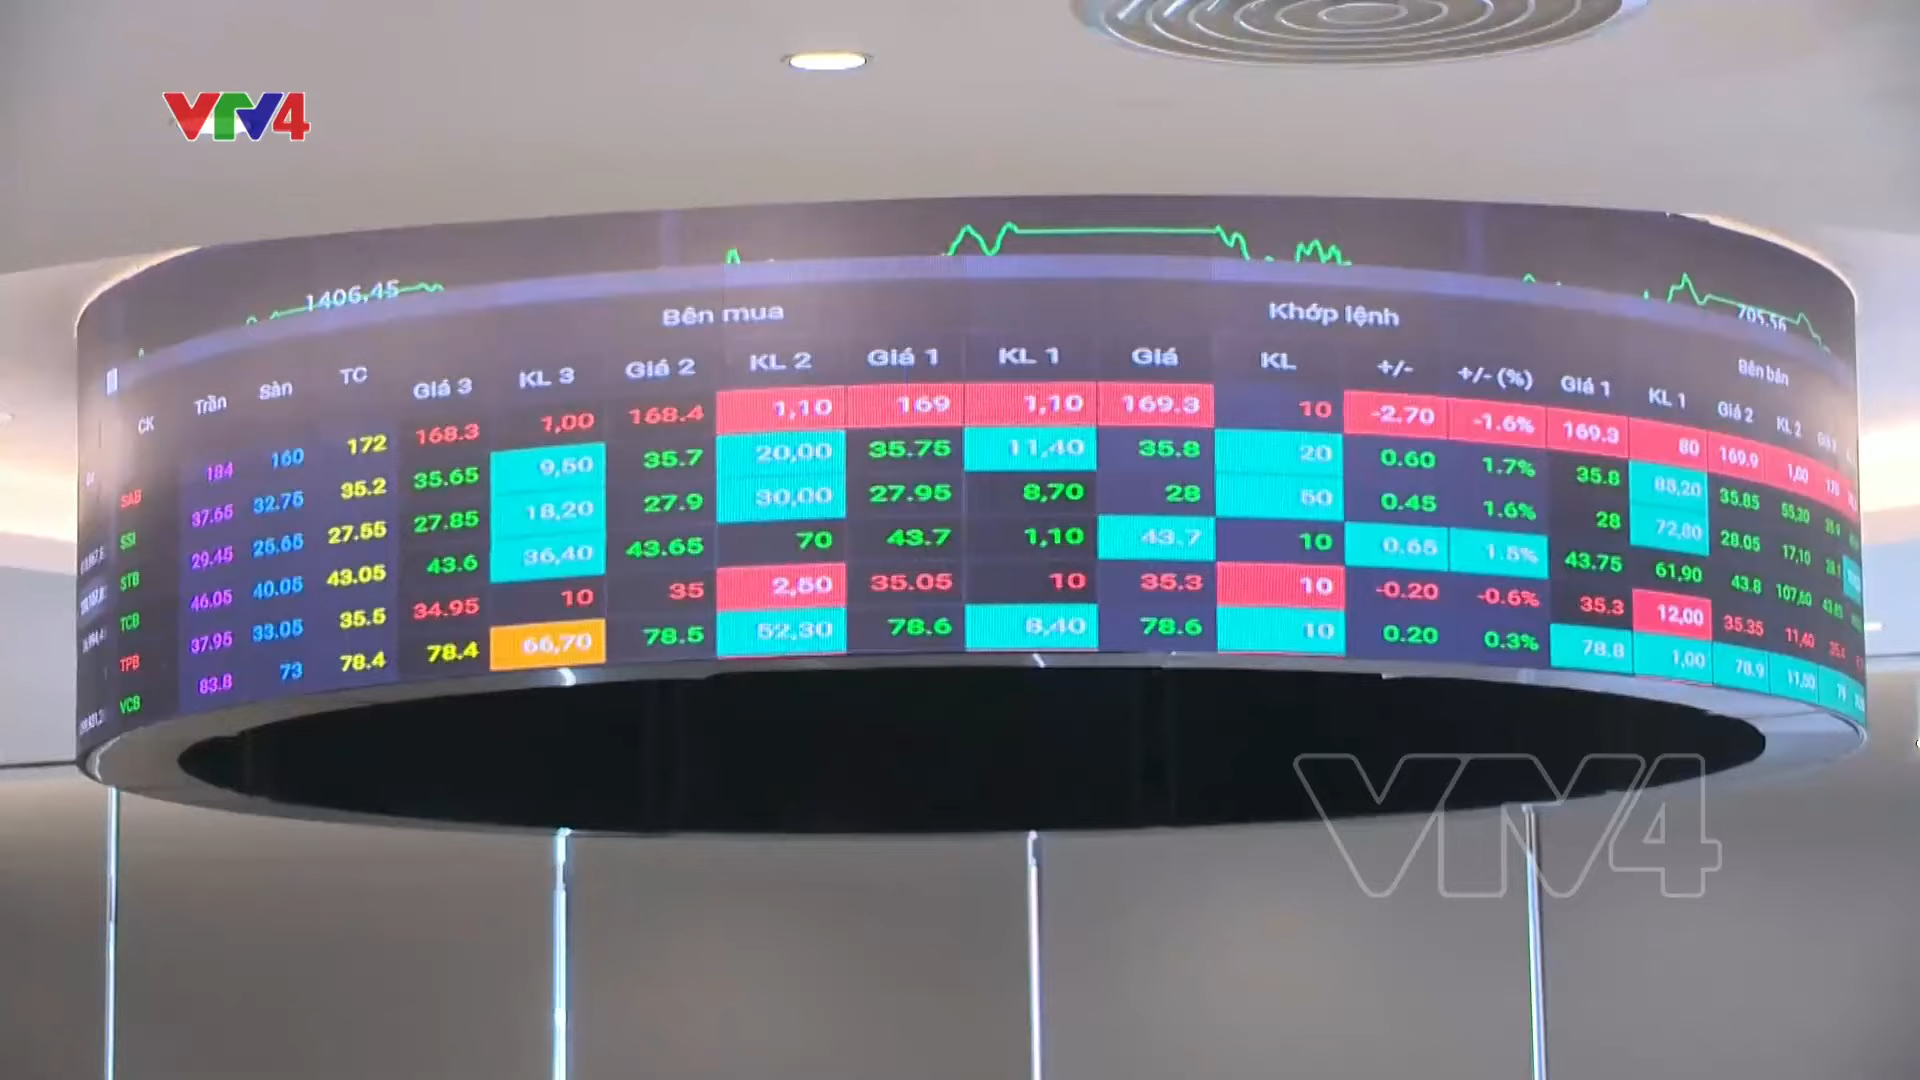 VTV4
1406.45
705.56
Bên mua
Khớp lệnh
Bên bán
CK Trần Sàn TC Giá 3 KL 3 Giá 2 KL 2 Giá 1 KL 1 Giá KL +/- +/- (%) Giá 1 KL 1 Giá 2 KL 2
SAB 184 160 172 168.3 1,00 168.4 1,10 169 1,10 169.3 10 -2.70 -1.6% 169.3 80 169.9 1,00
SSI 37.65 32.75 35.2 35.65 9,50 35.7 20,00 35.75 11,40 35.8 20 0.60 1.7% 35.8 88,20 35.85 55,20
STB 29.45 25.65 27.55 27.85 18,20 27.9 30,00 27.95 8,70 28 50 0.45 1.6% 28 72,80 28.05 17,10
TCB 46.05 40.05 43.05 43.6 36,40 43.65 70 43.7 1,10 43.7 10 0.65 1.5% 43.75 61,90 43.8 107,60
TPB 37.95 33.05 35.5 34.95 10 35 2,50 35.05 10 35.3 10 -0.20 -0.6% 35.3 12,00 35.35 11,40
VCB 83.8 73 78.4 78.4 66,70 78.5 52,30 78.6 8,40 78.6 10 0.20 0.3% 78.8 1,00 78.9 11,50 79
VTV4